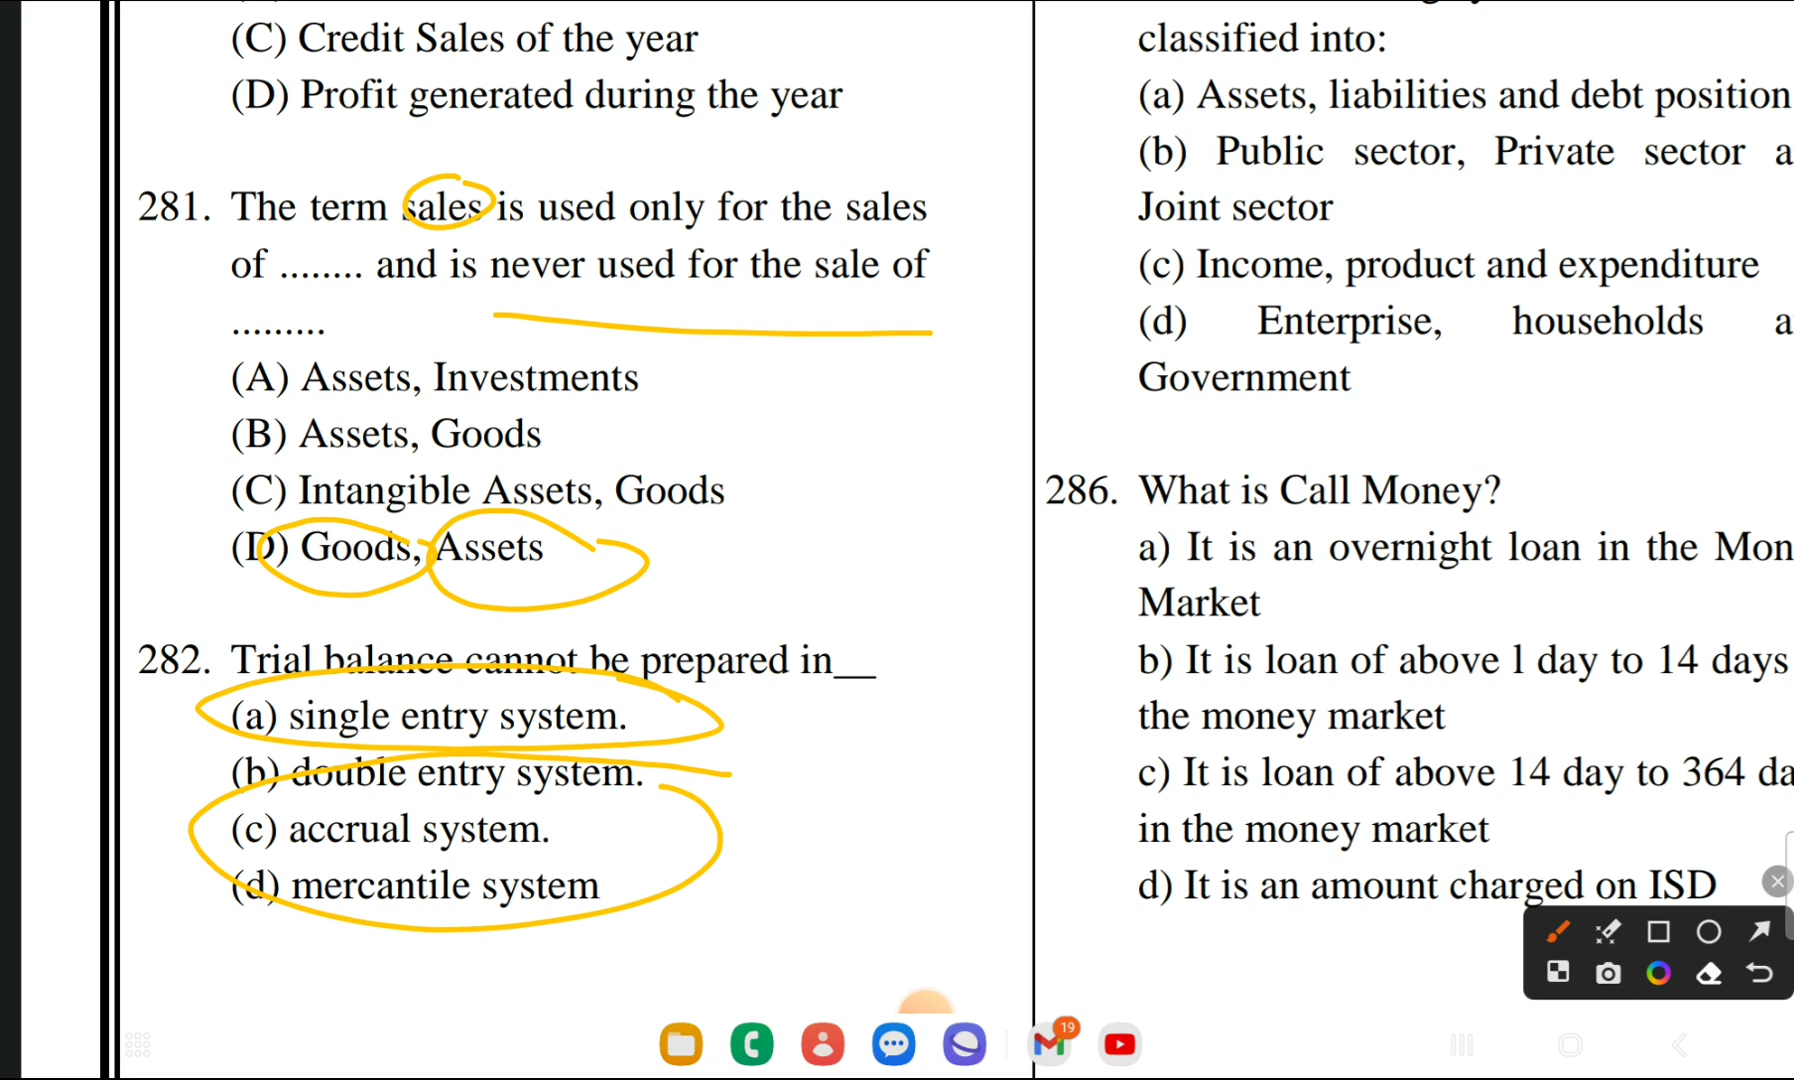 (C) Credit Sales of the year
(D) Profit generated during the year
281. The term sales is used only for the sales
of ........ and is never used for the sale of
.........
(A) Assets, Investments
(B) Assets, Goods
(C) Intangible Assets, Goods
(D) Goods, Assets
282. Trial balance cannot be prepared in__
(a) single entry system.
(b) double entry system.
(c) accrual system.
(d) mercantile system
classified into:
(a) Assets, liabilities and debt position
(b) Public sector, Private sector a
Joint sector
(c) Income, product and expenditure
(d) Enterprise, households a
Government
286. What is Call Money?
a) It is an overnight loan in the Mon
Market
b) It is loan of above 1 day to 14 days
the money market
c) It is loan of above 14 day to 364 da
in the money market
d) It is an amount charged on ISD
19